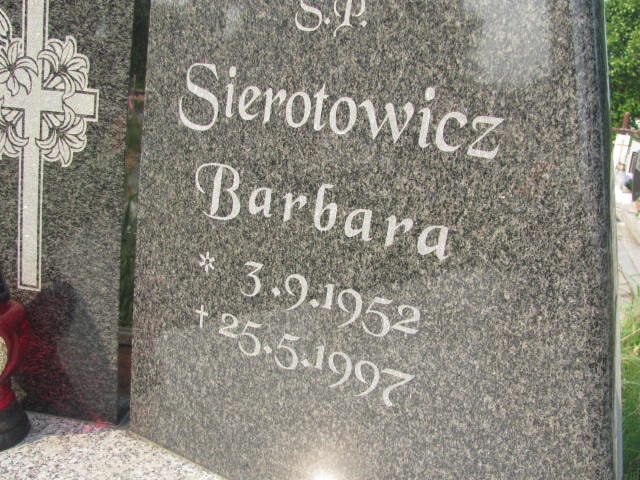 Ś.P.
Sierotowicz
Barbara
* 3.9.1952
† 25.5.1997